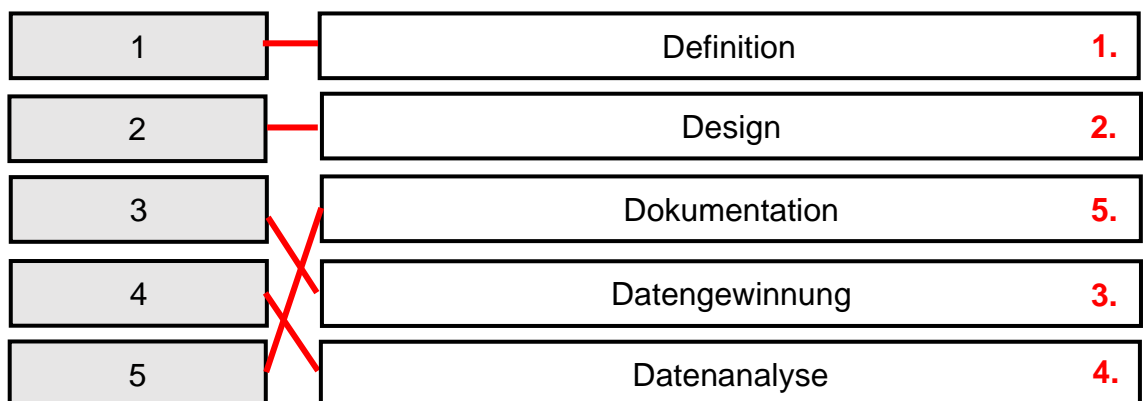 1 Definition 1.
2 Design 2.
3 Dokumentation 5.
4 Datengewinnung 3.
5 Datenanalyse 4.